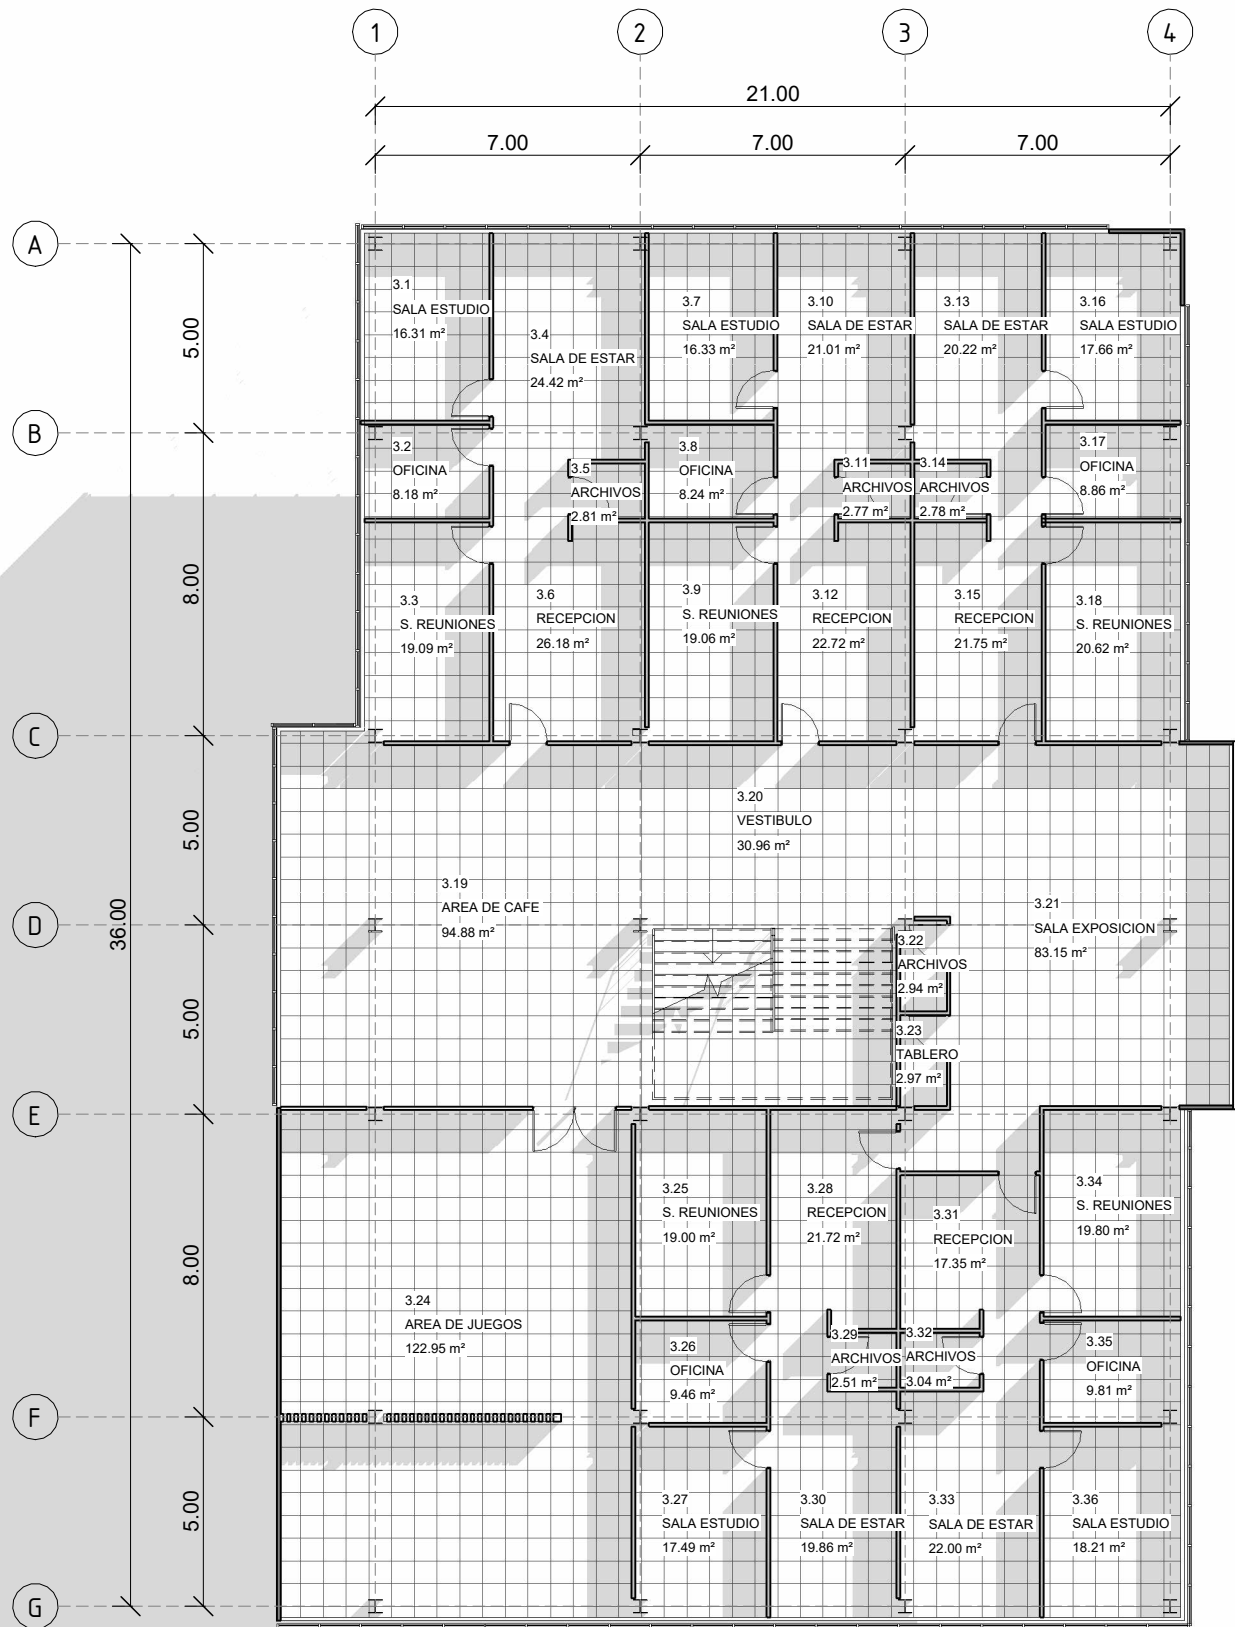 1
2
3
4
21.00
7.00
7.00
7.00
A
B
C
D
E
F
G
5.00
8.00
5.00
36.00
5.00
8.00
5.00
3.1
SALA ESTUDIO
16.31 m²
3.4
SALA DE ESTAR
24.42 m²
3.7
SALA ESTUDIO
16.33 m²
3.10
SALA DE ESTAR
21.01 m²
3.13
SALA DE ESTAR
20.22 m²
3.16
SALA ESTUDIO
17.66 m²
3.2
OFICINA
8.18 m²
3.5
ARCHIVOS
2.81 m²
3.8
OFICINA
8.24 m²
3.11
ARCHIVOS
2.77 m²
3.14
ARCHIVOS
2.78 m²
3.17
OFICINA
8.86 m²
3.3
S. REUNIONES
19.09 m²
3.6
RECEPCION
26.18 m²
3.9
S. REUNIONES
19.06 m²
3.12
RECEPCION
22.72 m²
3.15
RECEPCION
21.75 m²
3.18
S. REUNIONES
20.62 m²
3.20
VESTIBULO
30.96 m²
3.19
AREA DE CAFE
94.88 m²
3.21
SALA EXPOSICION
83.15 m²
3.22
ARCHIVOS
2.94 m²
3.23
TABLERO
2.97 m²
3.25
S. REUNIONES
19.00 m²
3.28
RECEPCION
21.72 m²
3.31
RECEPCION
17.35 m²
3.34
S. REUNIONES
19.80 m²
3.24
AREA DE JUEGOS
122.95 m²
3.26
OFICINA
9.46 m²
3.29
ARCHIVOS
2.51 m²
3.32
ARCHIVOS
3.04 m²
3.35
OFICINA
9.81 m²
3.27
SALA ESTUDIO
17.49 m²
3.30
SALA DE ESTAR
19.86 m²
3.33
SALA DE ESTAR
22.00 m²
3.36
SALA ESTUDIO
18.21 m²